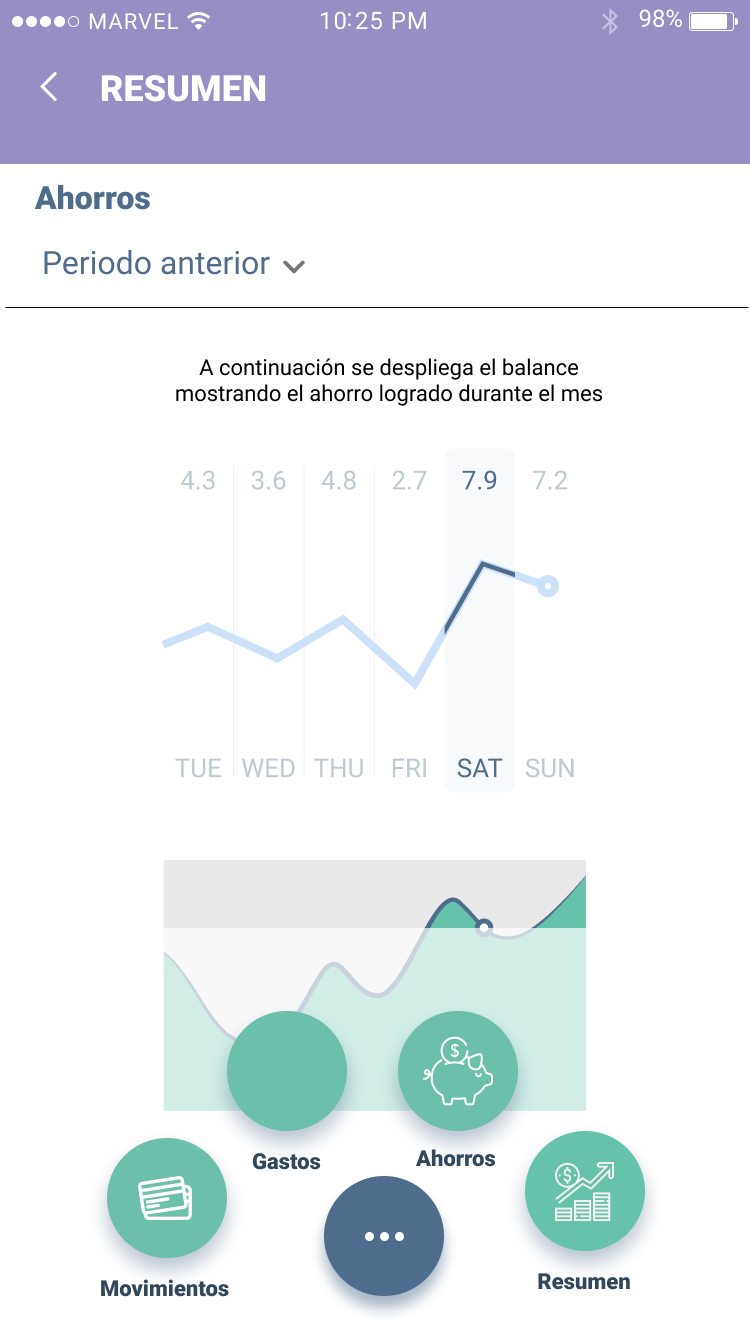 MARVEL 10:25 PM 98%
RESUMEN
Ahorros
Periodo anterior
A continuación se despliega el balance
mostrando el ahorro logrado durante el mes
4.3 3.6 4.8 2.7 7.9 7.2
TUE WED THU FRI SAT SUN
$
Gastos
Ahorros
$
Movimientos
Resumen